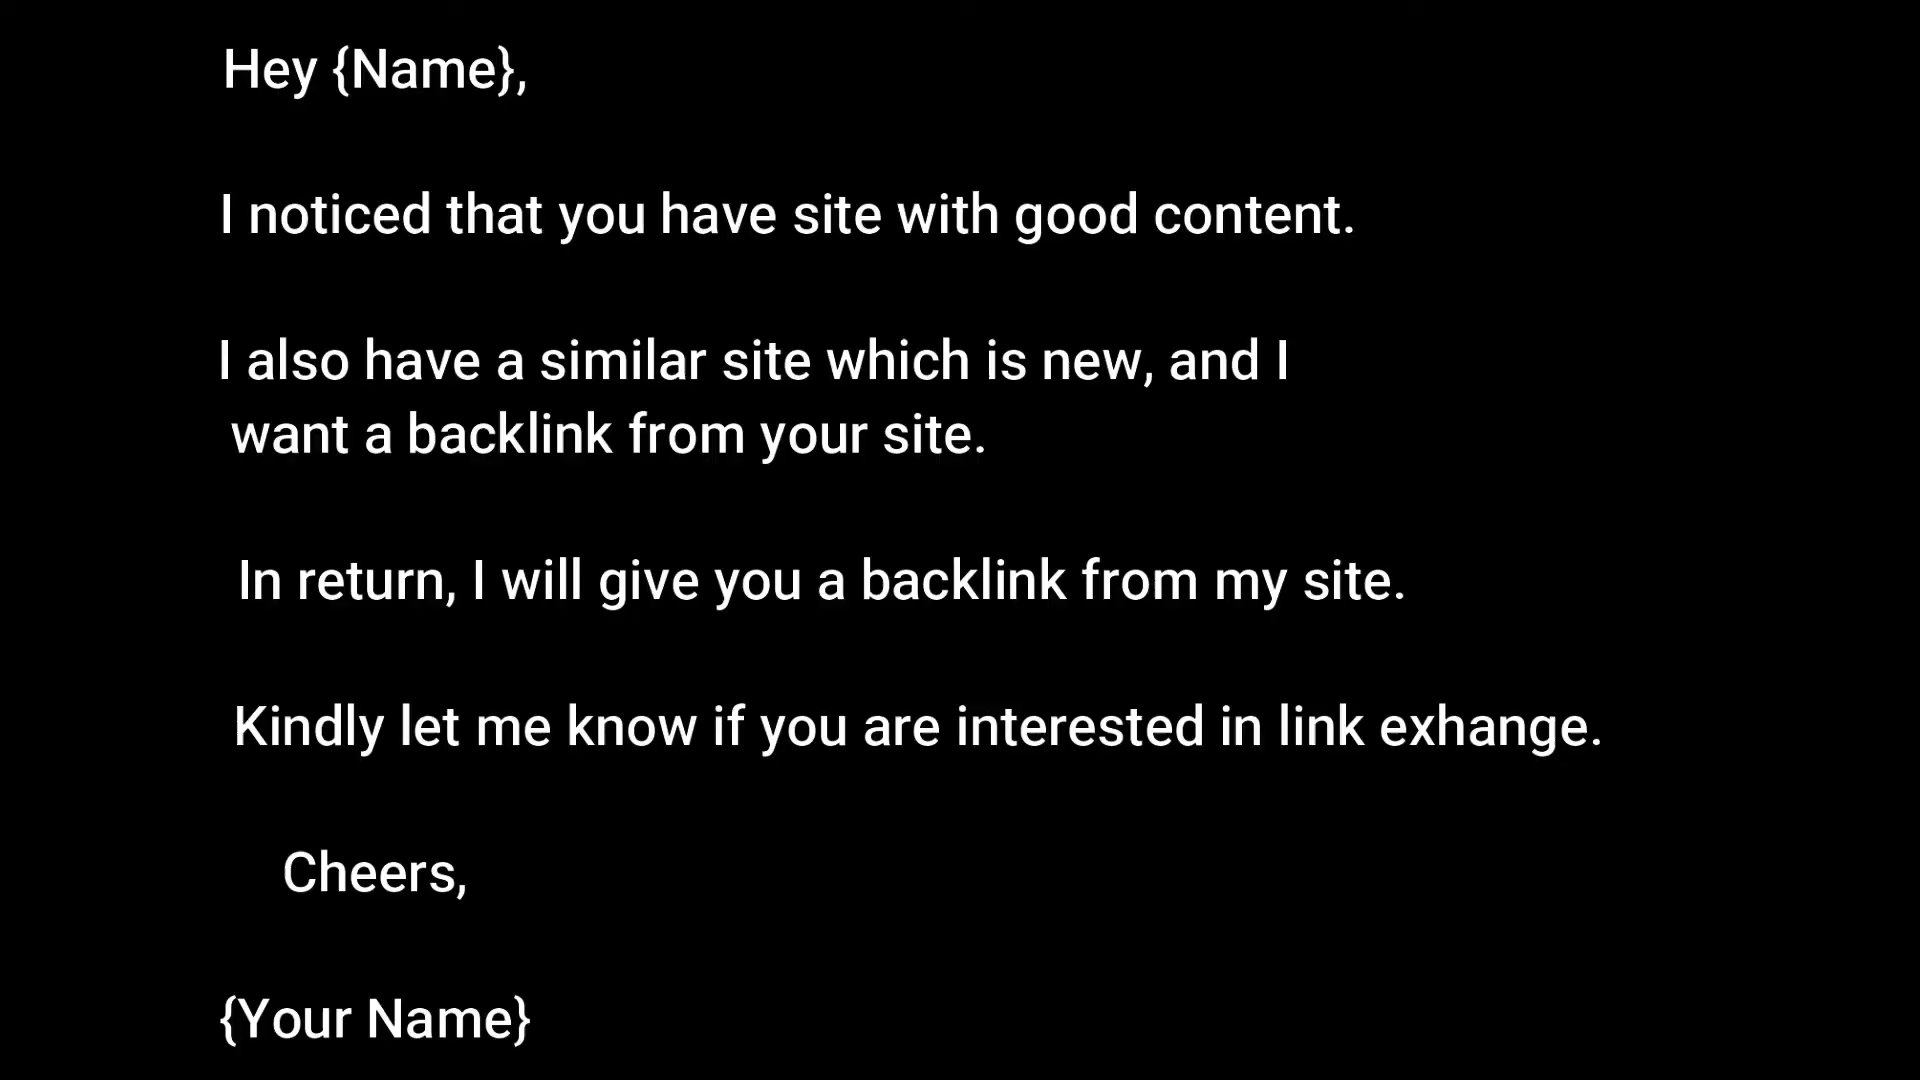 Hey {Name},
I noticed that you have site with good content.
I also have a similar site which is new, and I
want a backlink from your site.
In return, I will give you a backlink from my site.
Kindly let me know if you are interested in link exhange.
Cheers,
{Your Name}